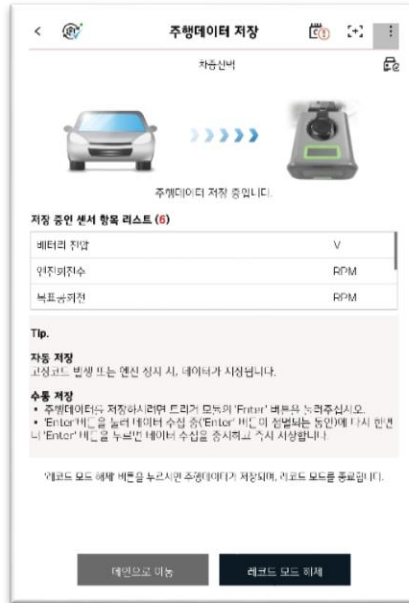 주행데이터 저장
차종선택
주행데이터 저장 중입니다.
저장 중인 센서 항목 리스트 (6)
배터리 전압 V
엔진회전수 RPM
목표공회전 RPM
Tip.
자동 저장
고장코드 발생 또는 엔진 정지 시, 데이터가 저장됩니다.
수동 저장
• 주행데이터를 저장하시려면 트리거 모듈의 'Enter' 버튼을 눌러주십시오.
• 'Enter'버튼을 눌러 데이터 수집 중('Enter' 버튼이 점멸되는 동안)에 다시 한번
더 'Enter' 버튼을 누르면 데이터 수집을 중지하고 즉시 저장합니다.
'레코드 모드 해제' 버튼을 누르시면 주행데이터가 저장되며, 레코드 모드를 종료합니다.
메인으로 이동
레코드 모드 해제